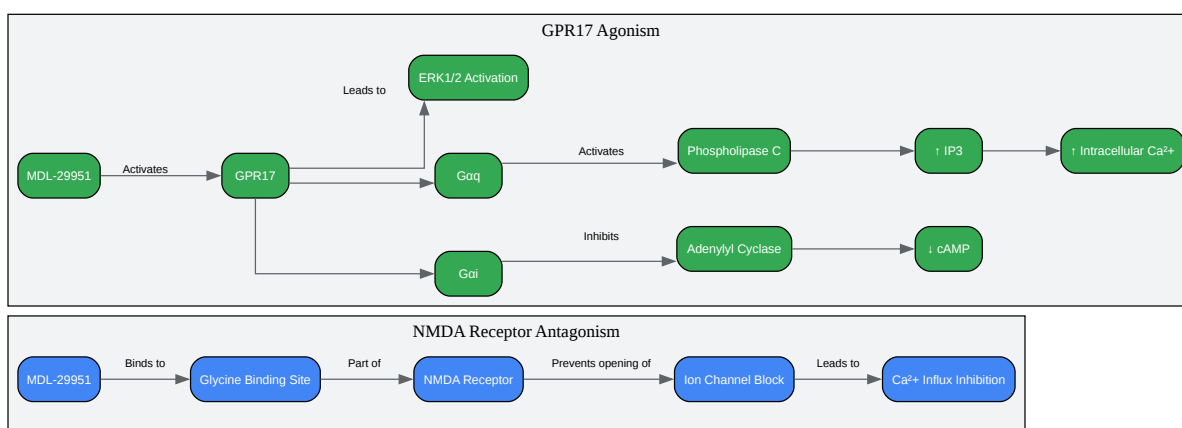 GPR17 Agonism
ERK1/2 Activation
Leads to
MDL-29951
Activates
GPR17
Gαq
Activates
Phospholipase C
↑ IP3
↑ Intracellular Ca²+
Gαi
Inhibits
Adenylyl Cyclase
↓ cAMP
NMDA Receptor Antagonism
MDL-29951
Binds to
Glycine Binding Site
Part of
NMDA Receptor
Prevents opening of
Ion Channel Block
Leads to
Ca²+ Influx Inhibition